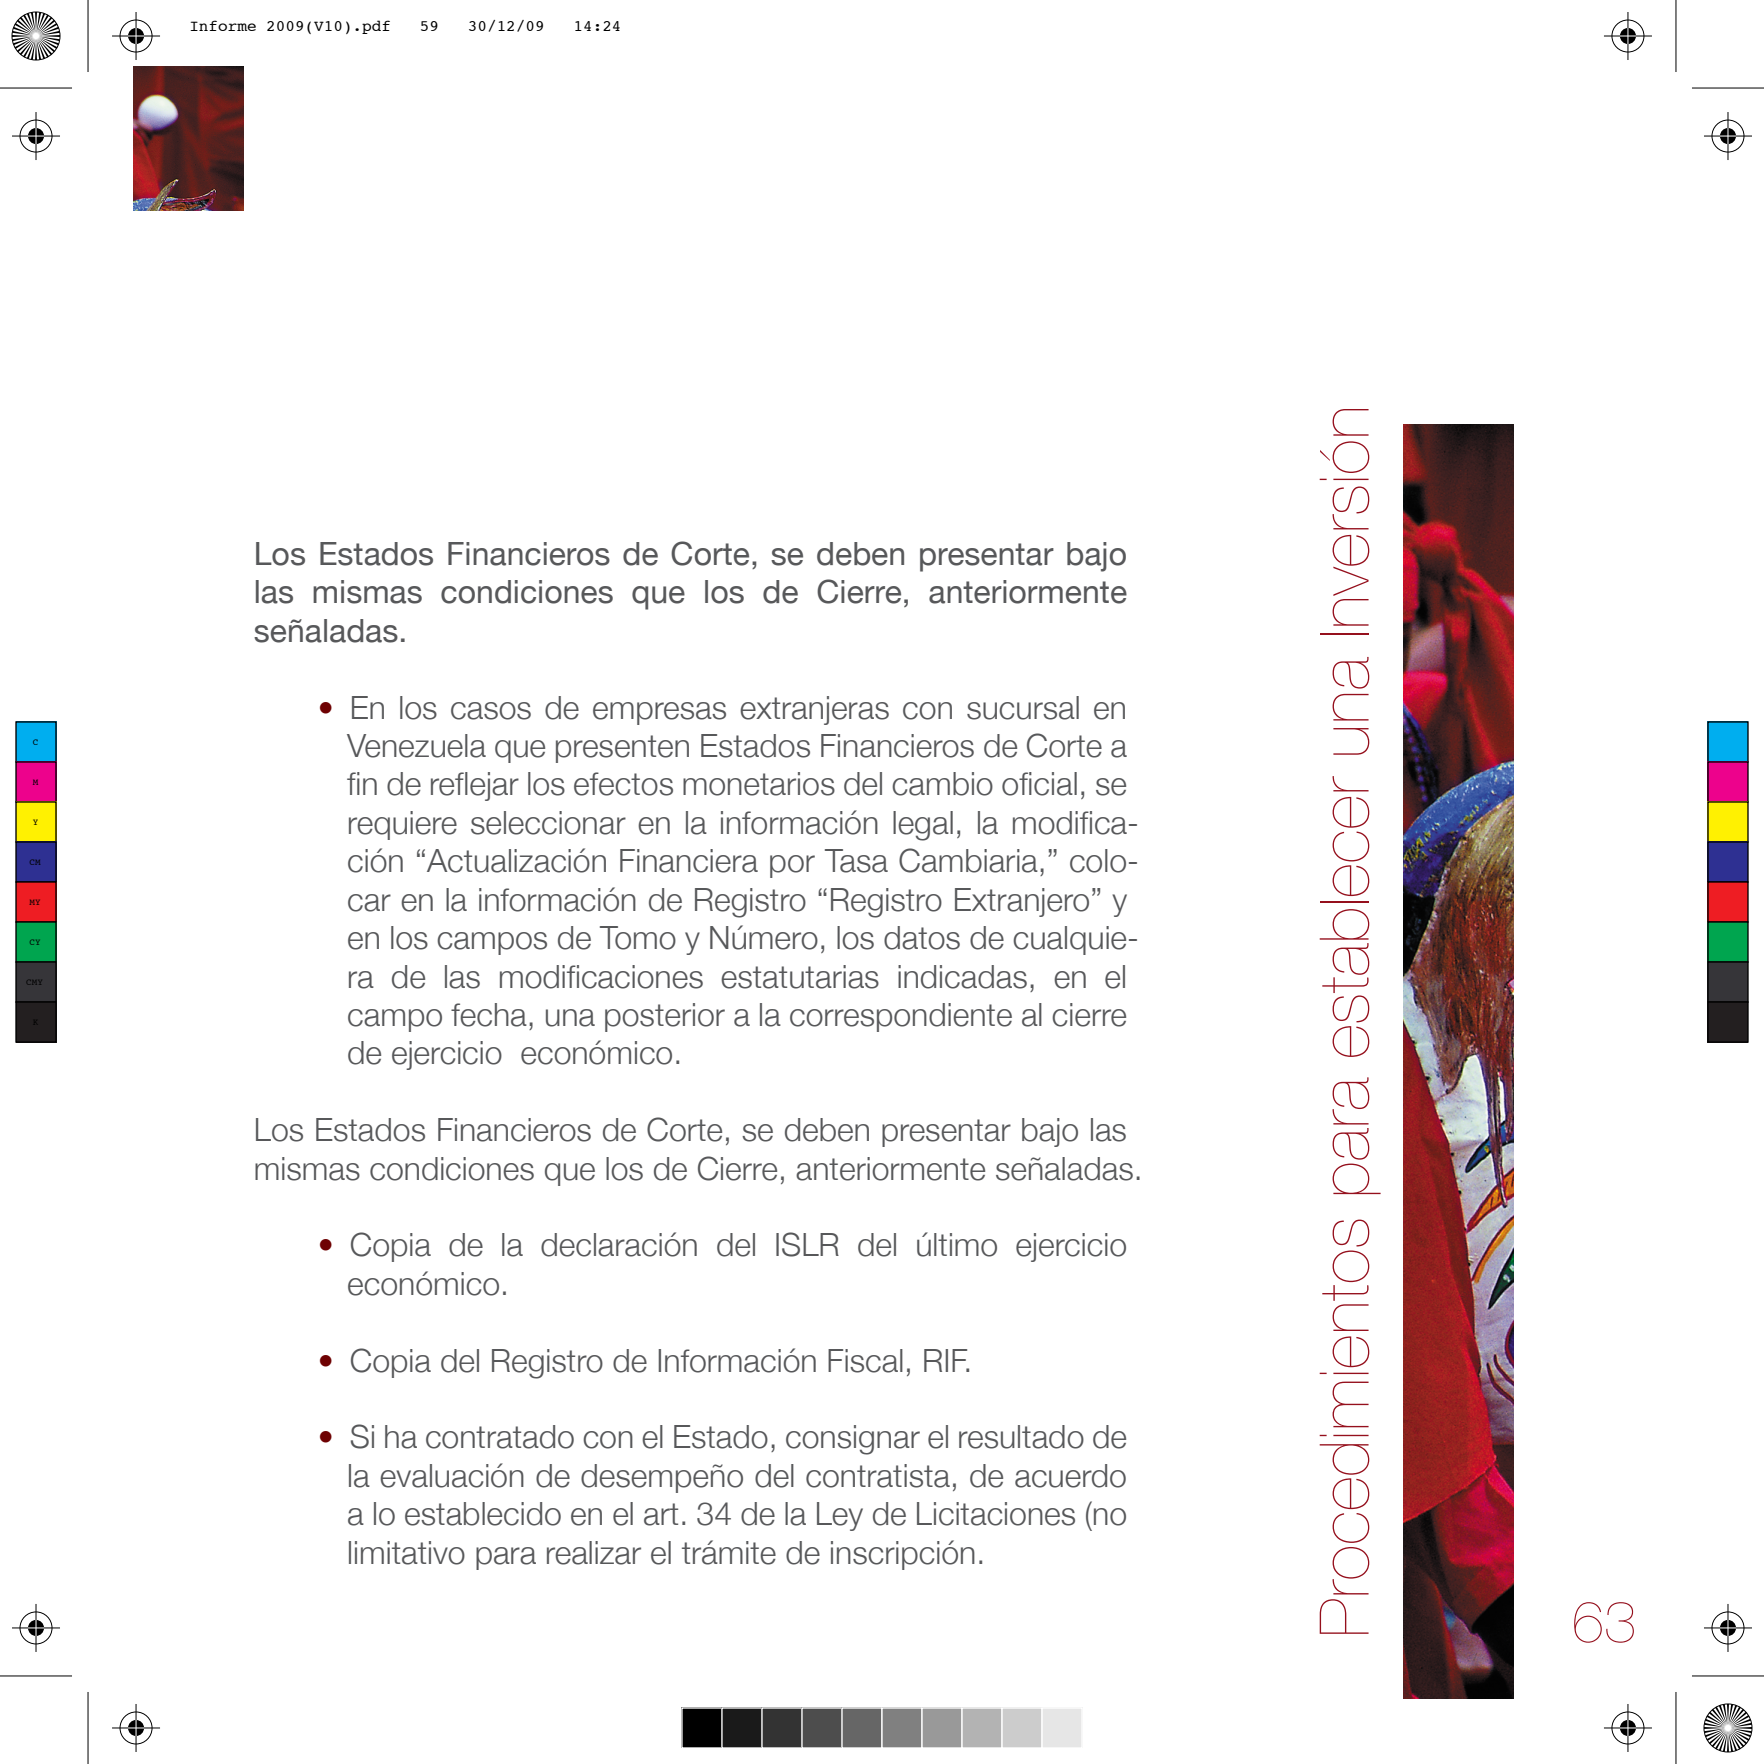 Informe 2009(V10).pdf   59   30/12/09   14:24
Los Estados Financieros de Corte, se deben presentar bajo
las mismas condiciones que los de Cierre, anteriormente
señaladas.
• En los casos de empresas extranjeras con sucursal en
Venezuela que presenten Estados Financieros de Corte a
fin de reflejar los efectos monetarios del cambio oficial, se
requiere seleccionar en la información legal, la modifica-
ción “Actualización Financiera por Tasa Cambiaria,” colo-
car en la información de Registro “Registro Extranjero” y
en los campos de Tomo y Número, los datos de cualquie-
ra de las modificaciones estatutarias indicadas, en el
campo fecha, una posterior a la correspondiente al cierre
de ejercicio  económico.
Los Estados Financieros de Corte, se deben presentar bajo las
mismas condiciones que los de Cierre, anteriormente señaladas.
• Copia de la declaración del ISLR del último ejercicio
económico.
• Copia del Registro de Información Fiscal, RIF.
• Si ha contratado con el Estado, consignar el resultado de
la evaluación de desempeño del contratista, de acuerdo
a lo establecido en el art. 34 de la Ley de Licitaciones (no
limitativo para realizar el trámite de inscripción.
Procedimientos para establecer una Inversión
63
C
M
Y
CM
MY
CY
CMY
K